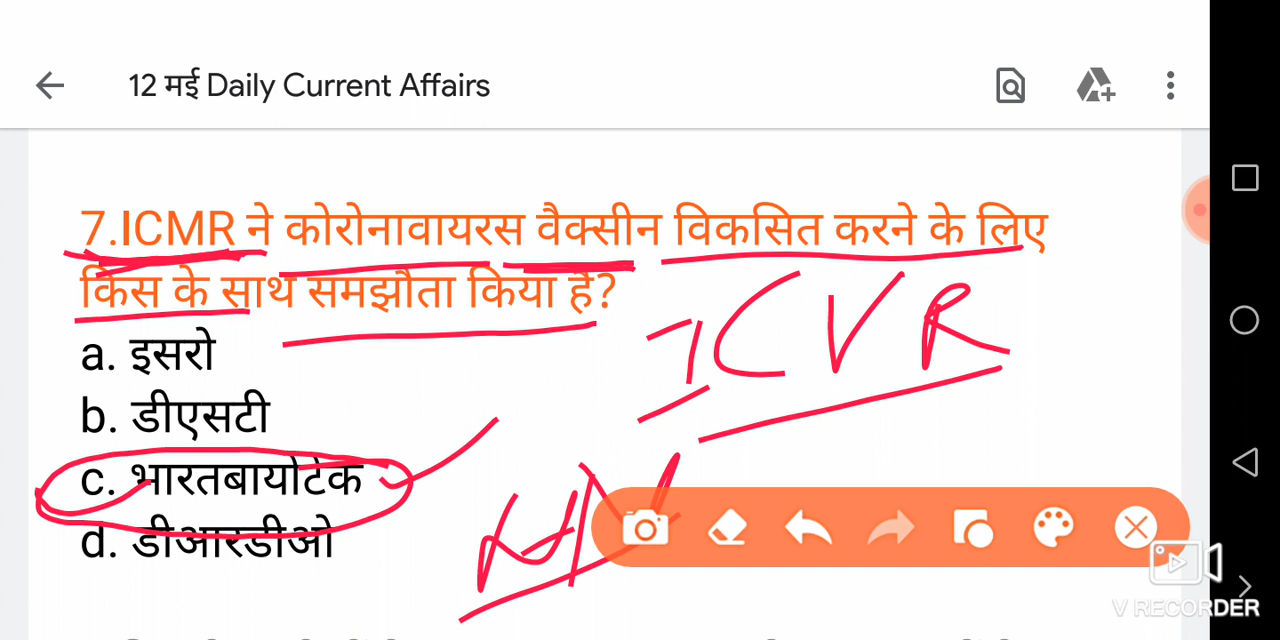 12 मई Daily Current Affairs
7.ICMR ने कोरोनावायरस वैक्सीन विकसित करने के लिए
किस के साथ समझौता किया है?
a. इसरो
ICVR
b. डीएसटी
c. भारतबायोटेक
d. डीआरडीओ
V RECORDER